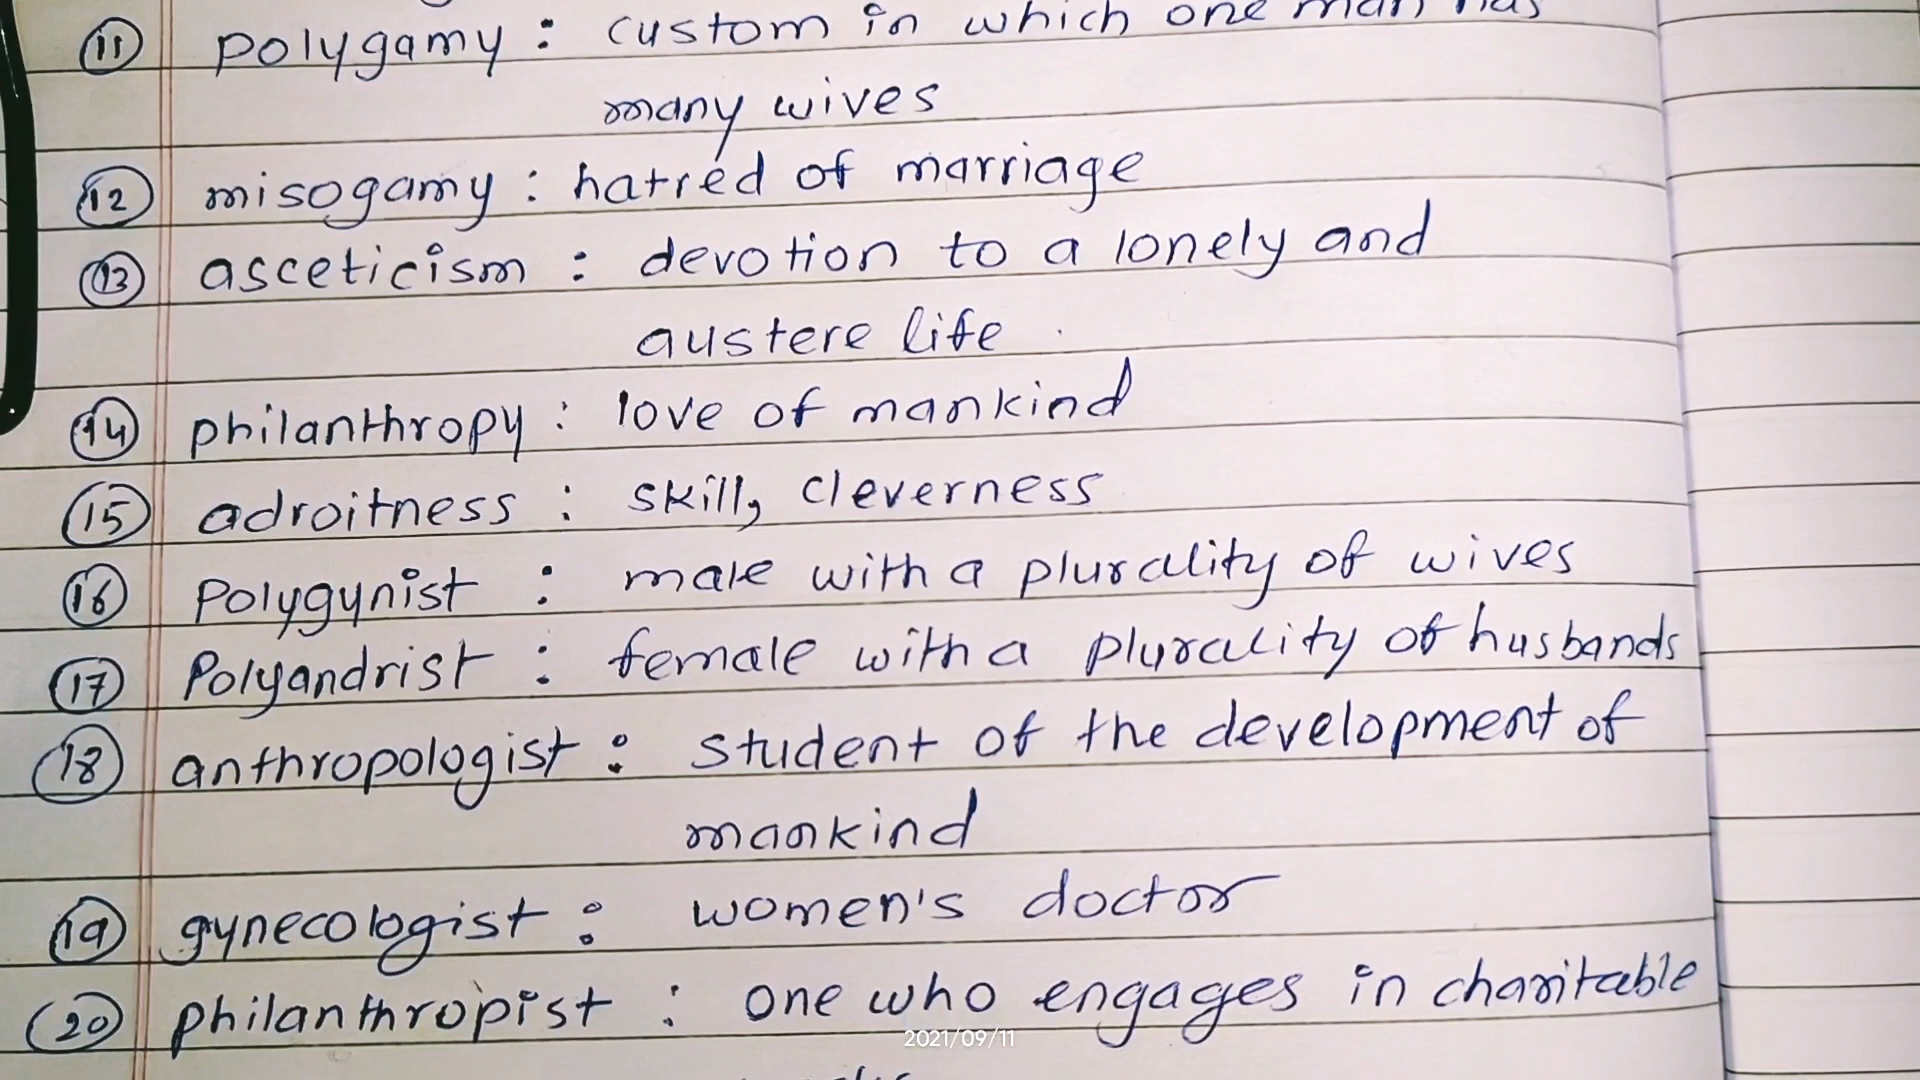 11 polygamy : custom in which one man has
many wives
12 misogamy : hatred of marriage
13 asceticism : devotion to a lonely and
austere life.
14 philanthropy : love of mankind
15 adroitness : skill, cleverness
16 Polygynist : male with a plurality of wives
17 Polyandrist : female with a plurality of husbands
18 anthropologist : student of the development of
mankind
19 gynecologist : women's doctor
20 philanthropist : one who engages in charitable
2021/09/11